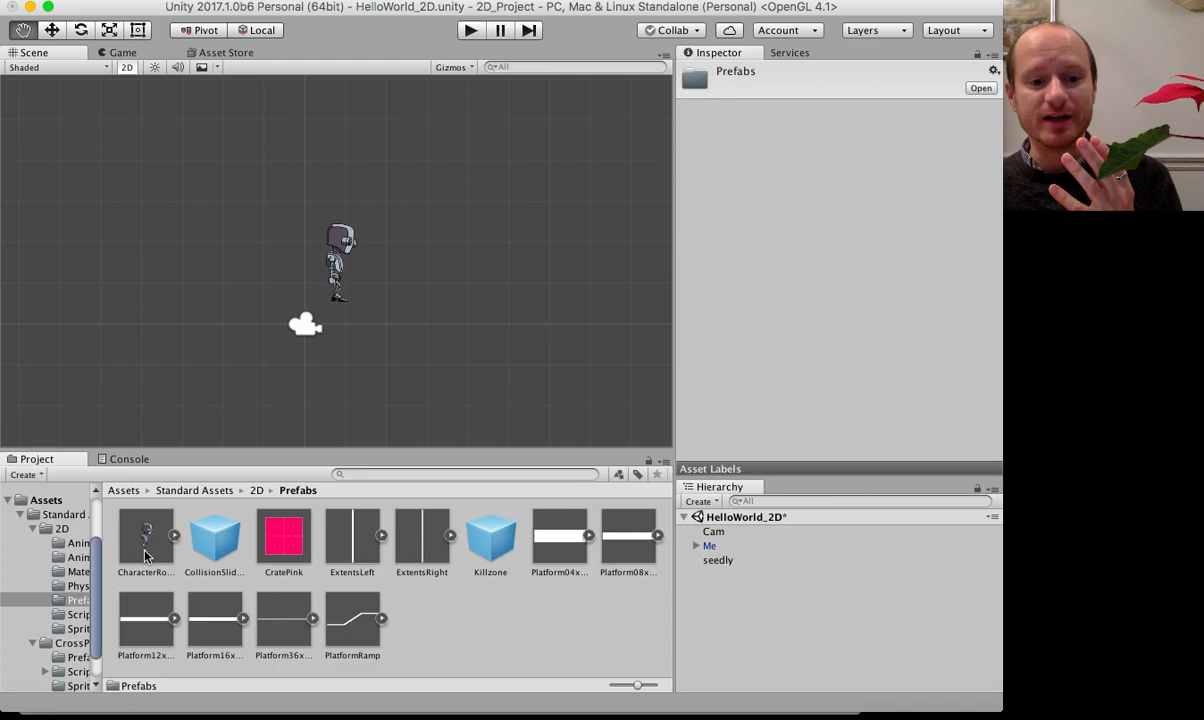 Unity 2017.1.0b6 Personal (64bit) - HelloWorld_2D.unity - 2D_Project - PC, Mac & Linux Standalone (Personal) <OpenGL 4.1>
Pivot Local Collab Account Layers Layout
Scene Game Asset Store
Shaded 2D Gizmos All
Inspector Services
Prefabs
Open
Asset Labels
Hierarchy
Create All
HelloWorld_2D*
Cam
Me
seedly
Project Console
Create
Assets
Standard .
2D
Anin
Anin
Mate
Phys
Prefa
Scrip
Sprit
CrossP
Prefa
Scrip
Sprit
Assets Standard Assets 2D Prefabs
CharacterRo... CollisionSlid... CratePink ExtentsLeft ExtentsRight Killzone Platform04x... Platform08x...
Platform12x... Platform16x... Platform36x... PlatformRamp
Prefabs